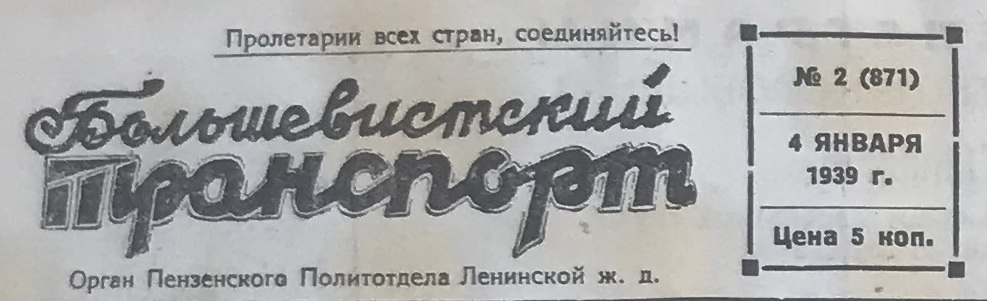 Пролетарии всех стран, соединяйтесь!
Большевистский
Транспорт
Орган Пензенского Политотдела Ленинской ж. д.
№ 2 (871)
4 ЯНВАРЯ
1939 г.
Цена 5 коп.